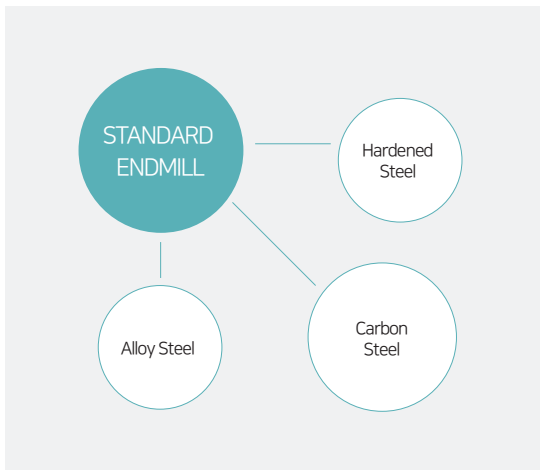 STANDARD
ENDMILL
Hardened
Steel
Carbon
Steel
Alloy Steel